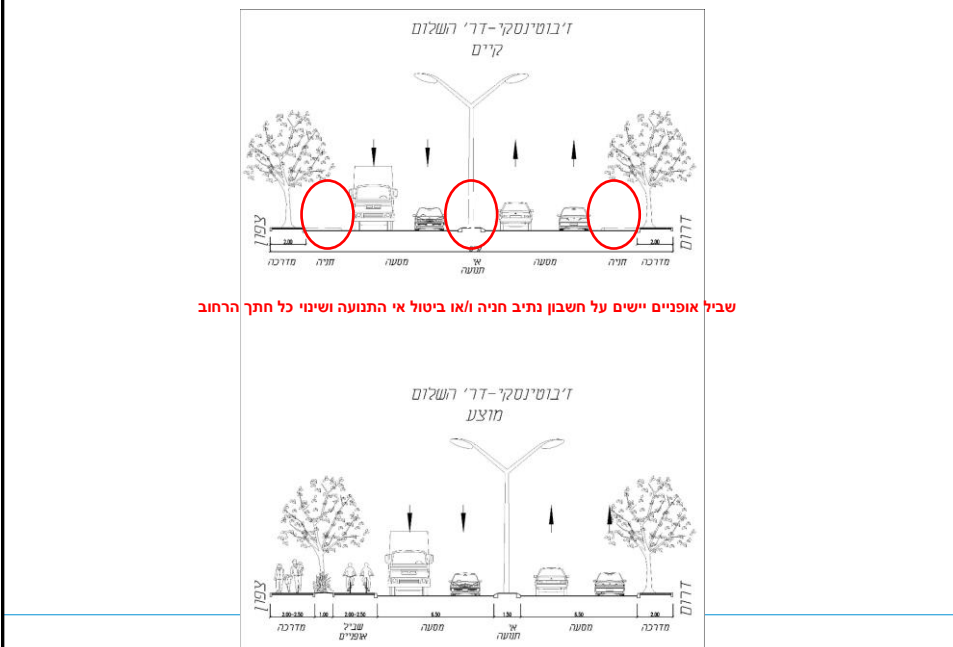 ז'בוטינסקי-דר' השלום
קיים
צפון
דרום
2.00
2.00
מדרכה חניה מסעה אי תנועה מסעה חניה מדרכה
שביל אופניים יישים על חשבון נתיב חניה ו/או ביטול אי התנועה ושינוי כל חתך הרחוב
ז'בוטינסקי-דר' השלום
מוצע
צפון
דרום
2.00-2.50 1.00 2.00-2.50 6.50 1.50 6.50 2.00
מדרכה שביל אופניים מסעה אי תנועה מסעה מדרכה